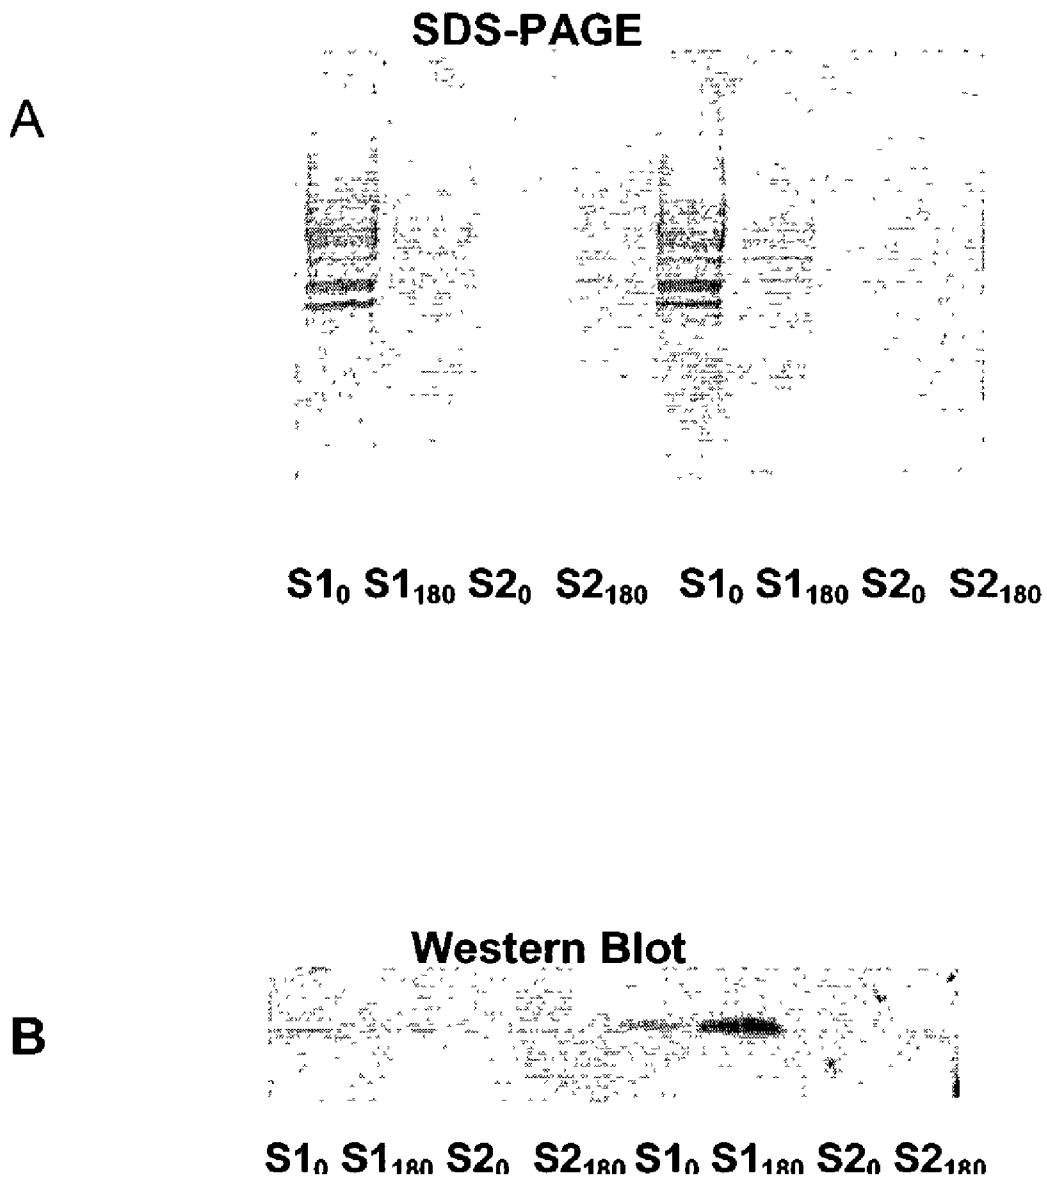 SDS-PAGE
A
S1₀ S1₁₈₀ S2₀ S2₁₈₀ S1₀ S1₁₈₀ S2₀ S2₁₈₀
Western Blot
B
S1₀ S1₁₈₀ S2₀ S2₁₈₀ S1₀ S1₁₈₀ S2₀ S2₁₈₀